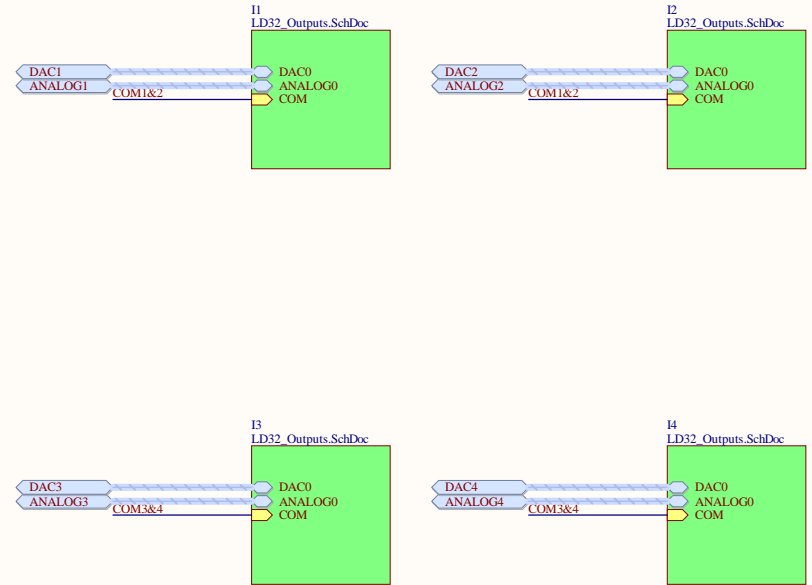 I1
LD32_Outputs.SchDoc
DAC1
DAC0
ANALOG1
ANALOG0
COM1&2
COM
I2
LD32_Outputs.SchDoc
DAC2
DAC0
ANALOG2
ANALOG0
COM1&2
COM
I3
LD32_Outputs.SchDoc
DAC3
DAC0
ANALOG3
ANALOG0
COM3&4
COM
I4
LD32_Outputs.SchDoc
DAC4
DAC0
ANALOG4
ANALOG0
COM3&4
COM